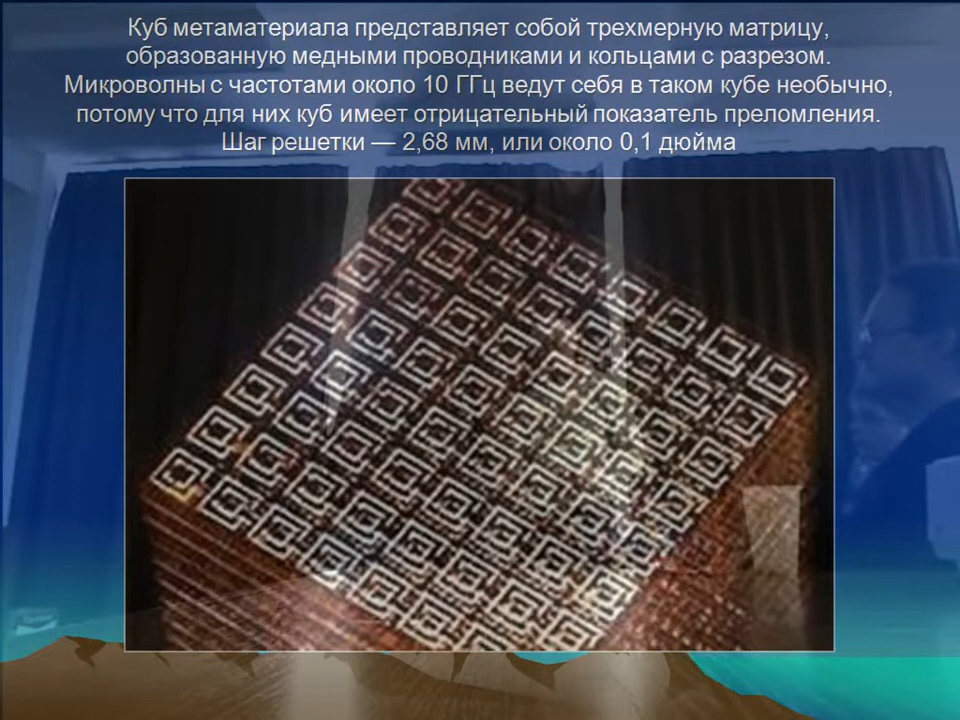 Куб метаматериала представляет собой трехмерную матрицу,
образованную медными проводниками и кольцами с разрезом.
Микроволны с частотами около 10 ГГц ведут себя в таком кубе необычно,
потому что для них куб имеет отрицательный показатель преломления.
Шаг решетки — 2,68 мм, или около 0,1 дюйма